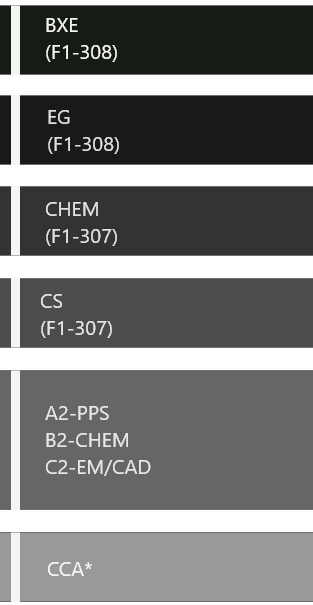 BXE
(F1-308)
EG
(F1-308)
CHEM
(F1-307)
CS
(F1-307)
A2-PPS
B2-CHEM
C2-EM/CAD
CCA*